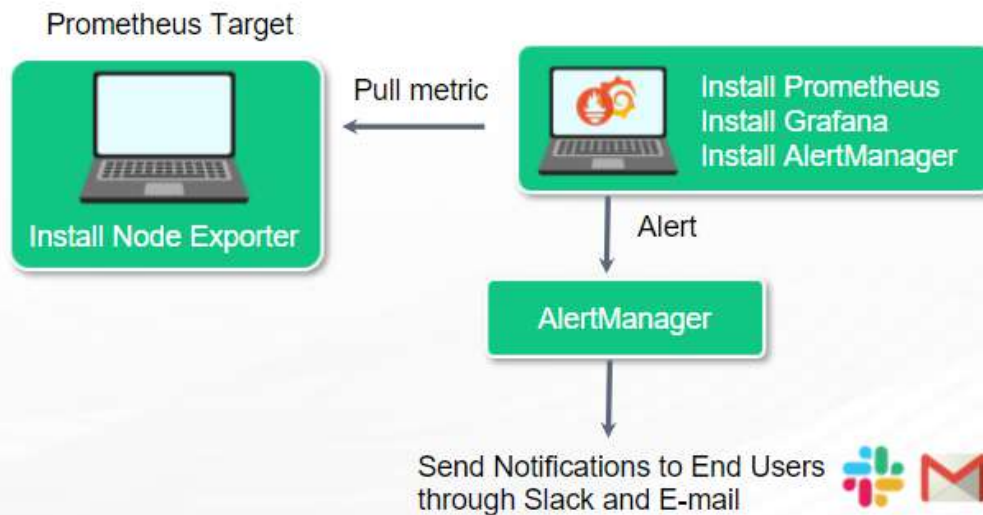 Prometheus Target
Pull metric
Install Prometheus
Install Grafana
Install AlertManager
Install Node Exporter
Alert
AlertManager
Send Notifications to End Users
through Slack and E-mail